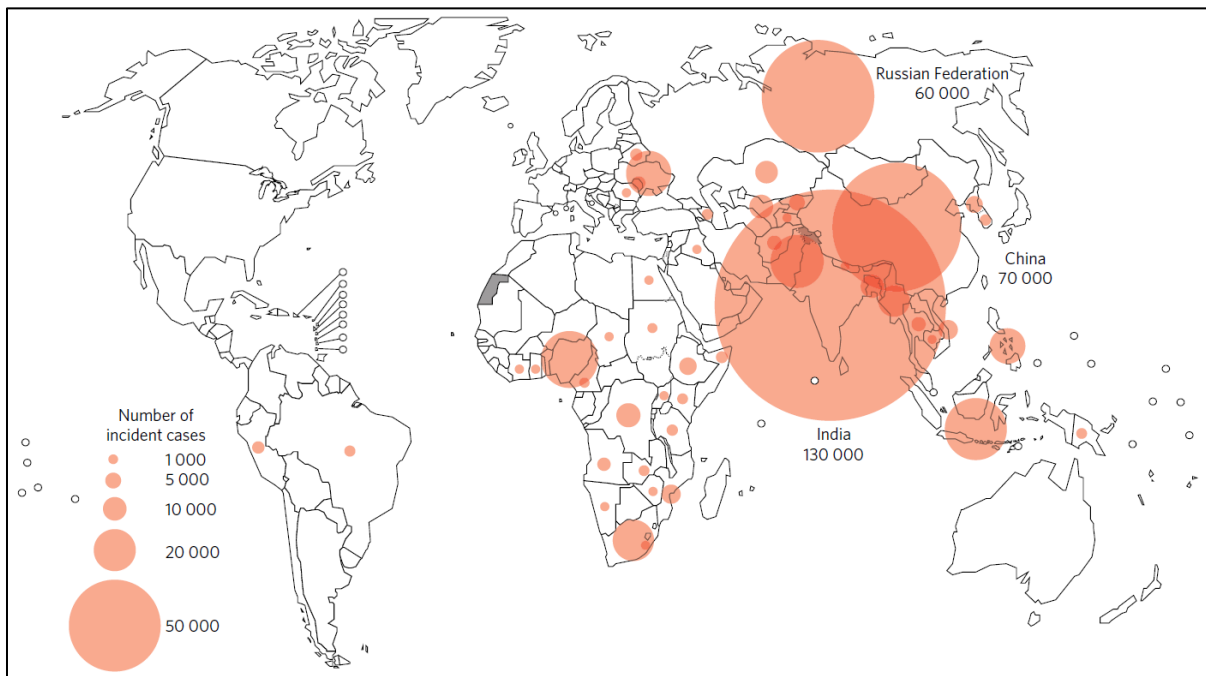 Russian Federation
60 000
China
70 000
India
130 000
Number of
incident cases
1 000
5 000
10 000
20 000
50 000